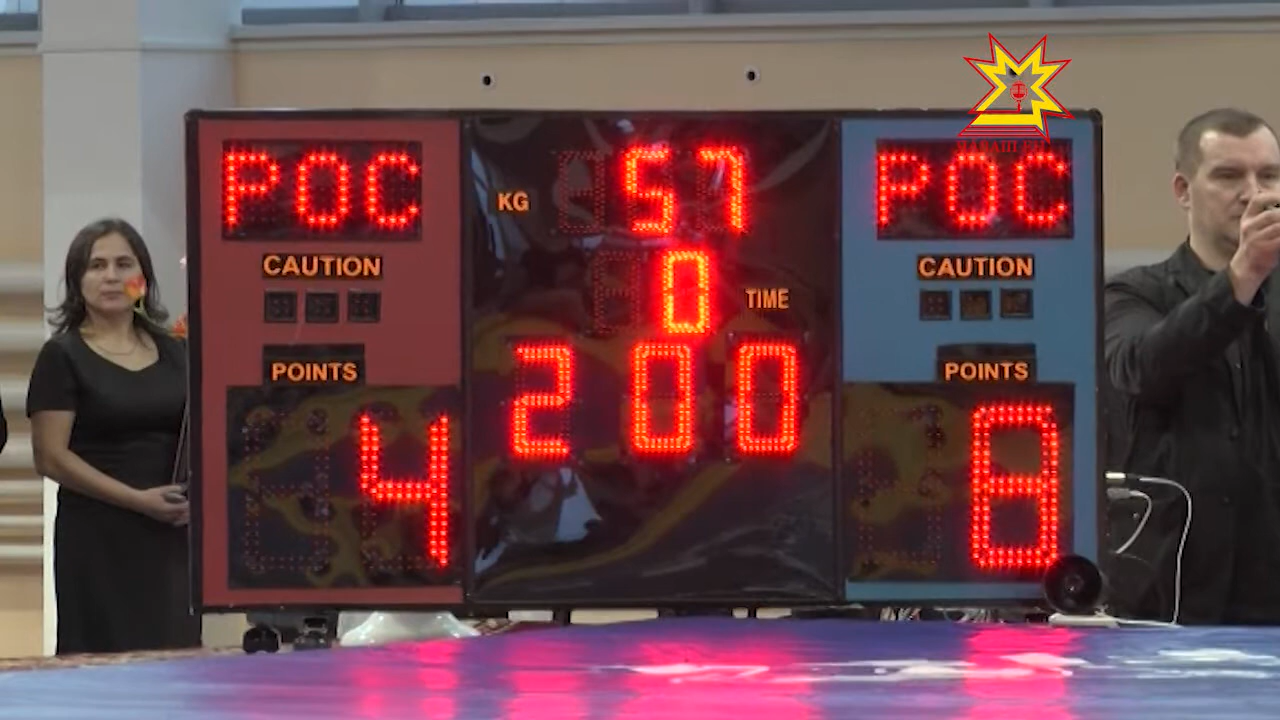 РОС 57 РОС
KG
CAUTION 0 CAUTION
TIME
POINTS 2 00 POINTS
4 8